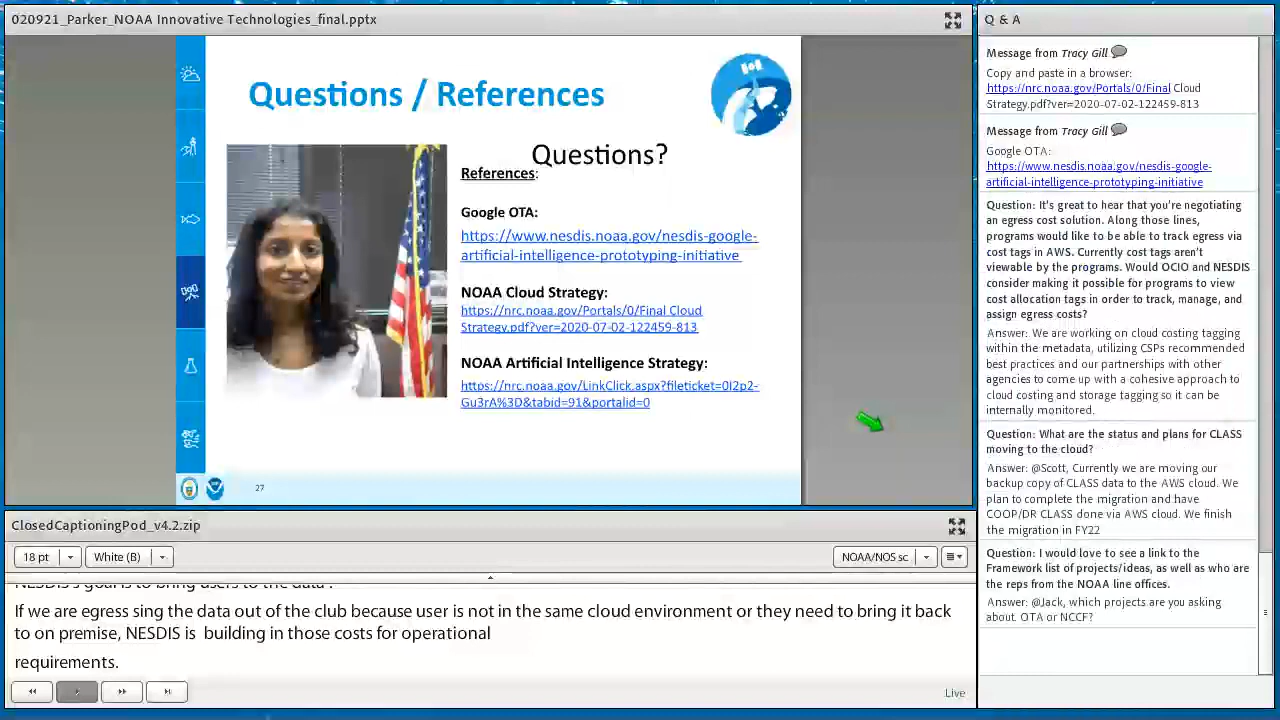 020921_Parker_NOAA Innovative Technologies_final.pptx
Questions / References
Questions?
References:
Google OTA:
https://www.nesdis.noaa.gov/nesdis-google-
artificial-intelligence-prototyping-initiative
NOAA Cloud Strategy:
https://nrc.noaa.gov/Portals/0/Final Cloud
Strategy.pdf?ver=2020-07-02-122459-813
NOAA Artificial Intelligence Strategy:
https://nrc.noaa.gov/LinkClick.aspx?fileticket=0I2p2-
Gu3rA%3D&tabid=91&portalid=0
27
ClosedCaptioningPod_v4.2.zip
18 pt
White (B)
NOAA/NOS sc
NESDIS's goal is to bring users to the data .
If we are egress sing the data out of the club because user is not in the same cloud environment or they need to bring it back
to on premise, NESDIS is  building in those costs for operational
requirements.
Live
Q & A
Message from Tracy Gill
Copy and paste in a browser:
https://nrc.noaa.gov/Portals/0/Final Cloud
Strategy.pdf?ver=2020-07-02-122459-813
Message from Tracy Gill
Google OTA:
https://www.nesdis.noaa.gov/nesdis-google-
artificial-intelligence-prototyping-initiative
Question: It's great to hear that you're negotiating
an egress cost solution. Along those lines,
programs would like to be able to track egress via
cost tags in AWS. Currently cost tags aren't
viewable by the programs. Would OCIO and NESDIS
consider making it possible for programs to view
cost allocation tags in order to track, manage, and
assign egress costs?
Answer: We are working on cloud costing tagging
within the metadata, utilizing CSPs recommended
best practices and our partnerships with other
agencies to come up with a cohesive approach to
cloud costing and storage tagging so it can be
internally monitored.
Question: What are the status and plans for CLASS
moving to the cloud?
Answer: @Scott, Currently we are moving our
backup copy of CLASS data to the AWS cloud. We
plan to complete the migration and have
COOP/DR CLASS done via AWS cloud. We finish
the migration in FY22
Question: I would love to see a link to the
Framework list of projects/ideas, as well as who are
the reps from the NOAA line offices.
Answer: @Jack, which projects are you asking
about. OTA or NCCF?